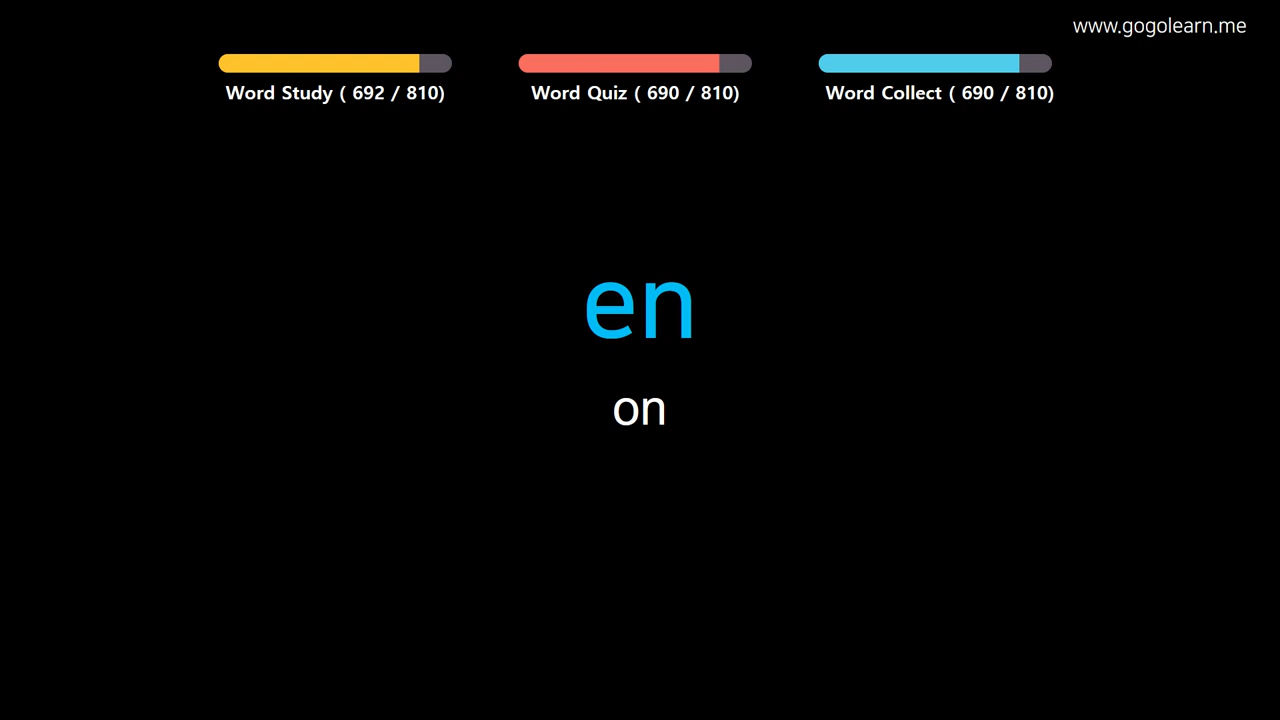 www.gogolearn.me
Word Study ( 692 / 810)
Word Quiz ( 690 / 810)
Word Collect ( 690 / 810)
en
on